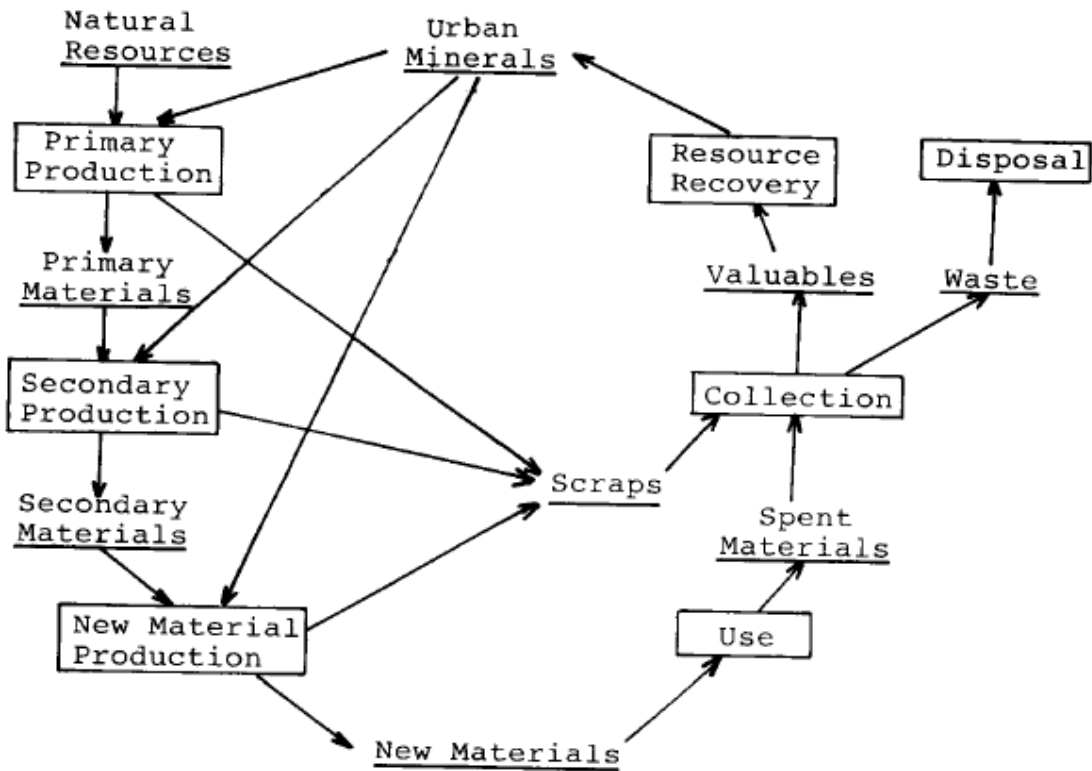 Natural
Resources
Urban
Minerals
Primary
Production
Resource
Recovery
Disposal
Primary
Materials
Valuables
Waste
Secondary
Production
Collection
Scraps
Secondary
Materials
Spent
Materials
New Material
Production
Use
New Materials